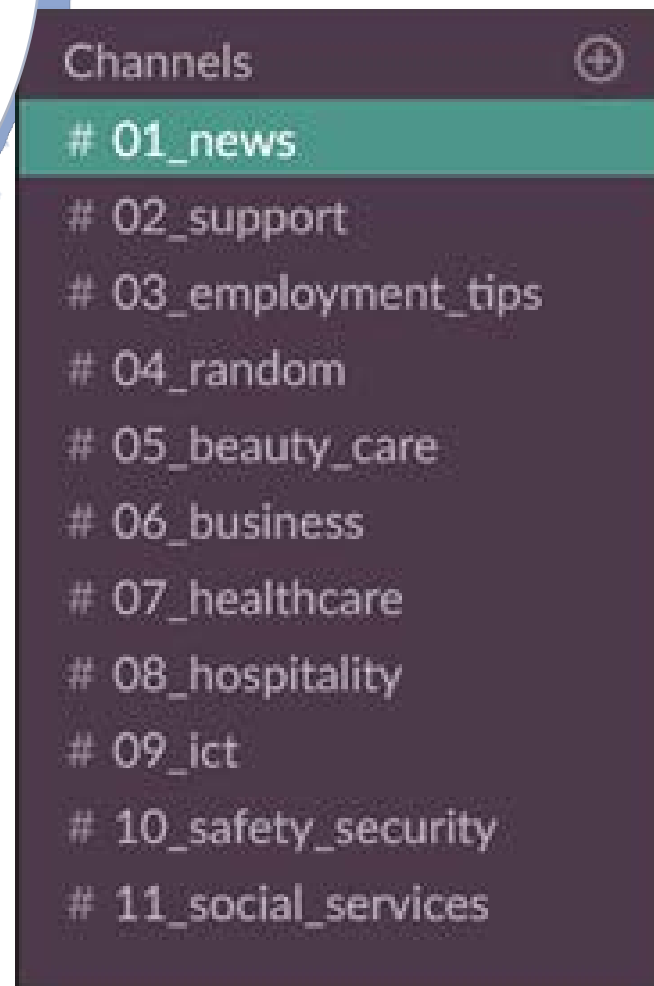 Channels
# 01_news
# 02_support
# 03_employment_tips
# 04_random
# 05_beauty_care
# 06_business
# 07_healthcare
# 08_hospitality
# 09_ict
# 10_safety_security
# 11_social_services